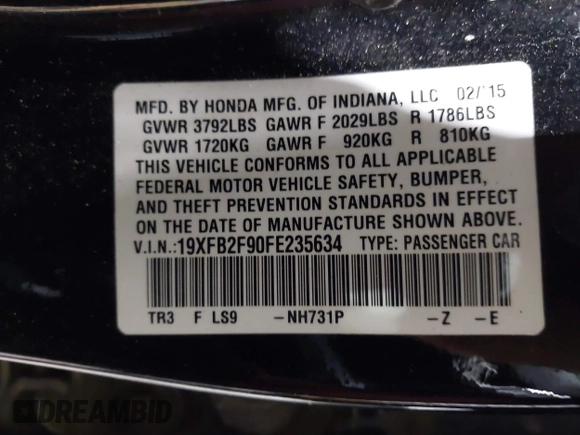 MFD. BY HONDA MFG. OF INDIANA, LLC 02/15
GVWR 3792LBS GAWR F 2029LBS R 1786LBS
GVWR 1720KG GAWR F 920KG R 810KG
THIS VEHICLE CONFORMS TO ALL APPLICABLE
FEDERAL MOTOR VEHICLE SAFETY, BUMPER,
AND THEFT PREVENTION STANDARDS IN EFFECT
ON THE DATE OF MANUFACTURE SHOWN ABOVE.
V.I.N.:19XFB2F90FE235634 TYPE: PASSENGER CAR
TR3 F LS9 –NH731P –Z –E
DREAMBID